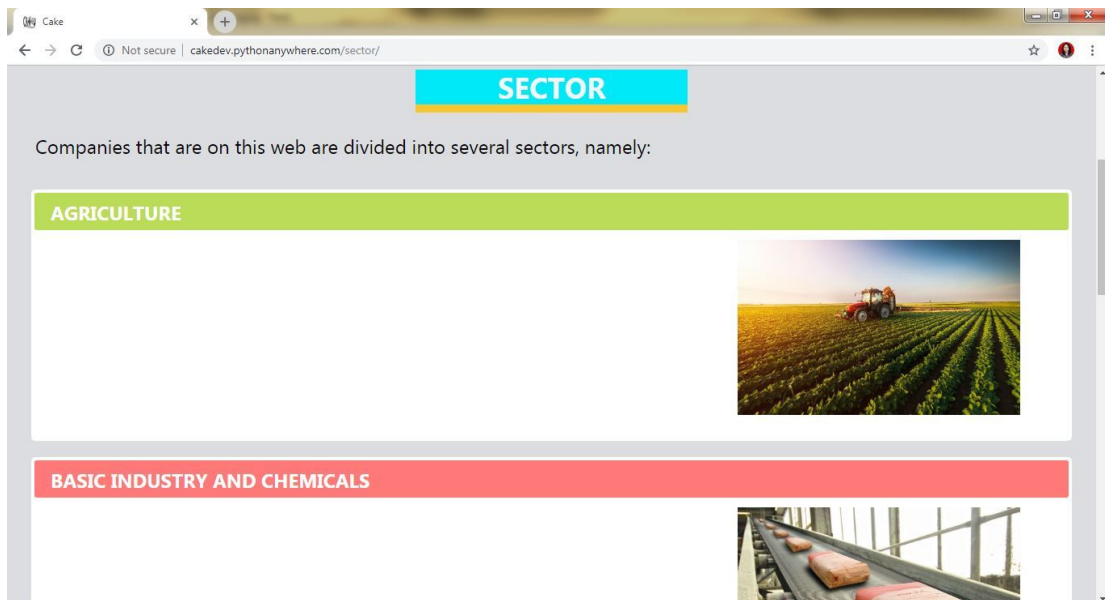 Cake
Not secure | cakedev.pythonanywhere.com/sector/
SECTOR
Companies that are on this web are divided into several sectors, namely:
AGRICULTURE
BASIC INDUSTRY AND CHEMICALS